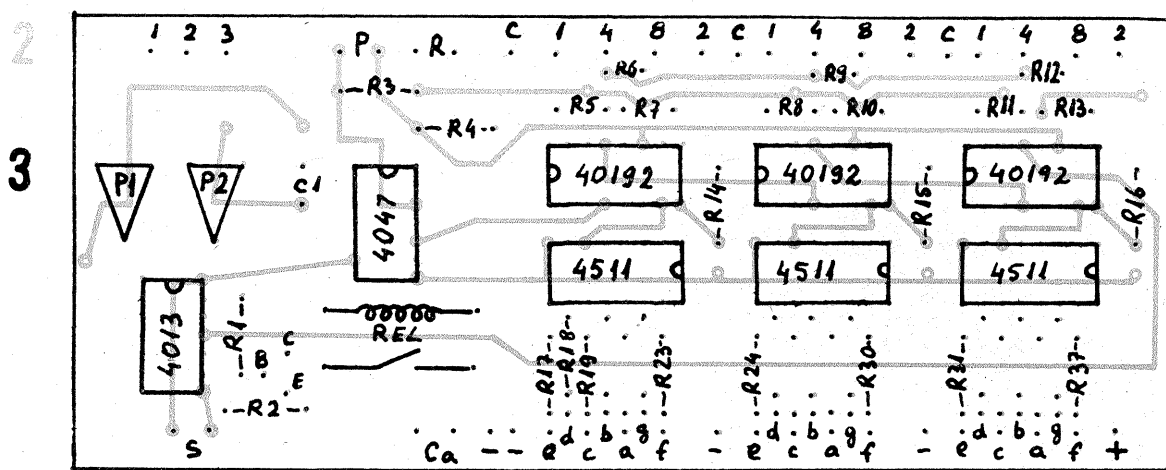 2
1 2 3 P R. C 1 4 8 2 C 1 4 8 2 C 1 4 8 2
R6 R9 R12
R3
R5 R7 R8 R10 R11 R13
R4
3
P1 P2 C1 4047 40192 R14 40192 R15 40192 R16
4511 4511 4511
4013 R1 REL
C
B
E
R17 R18 R19 R23 R24 R30 R31 R37
R2
S Ca - - e d c b a g f - e d c b a g f - e d c b a g f +